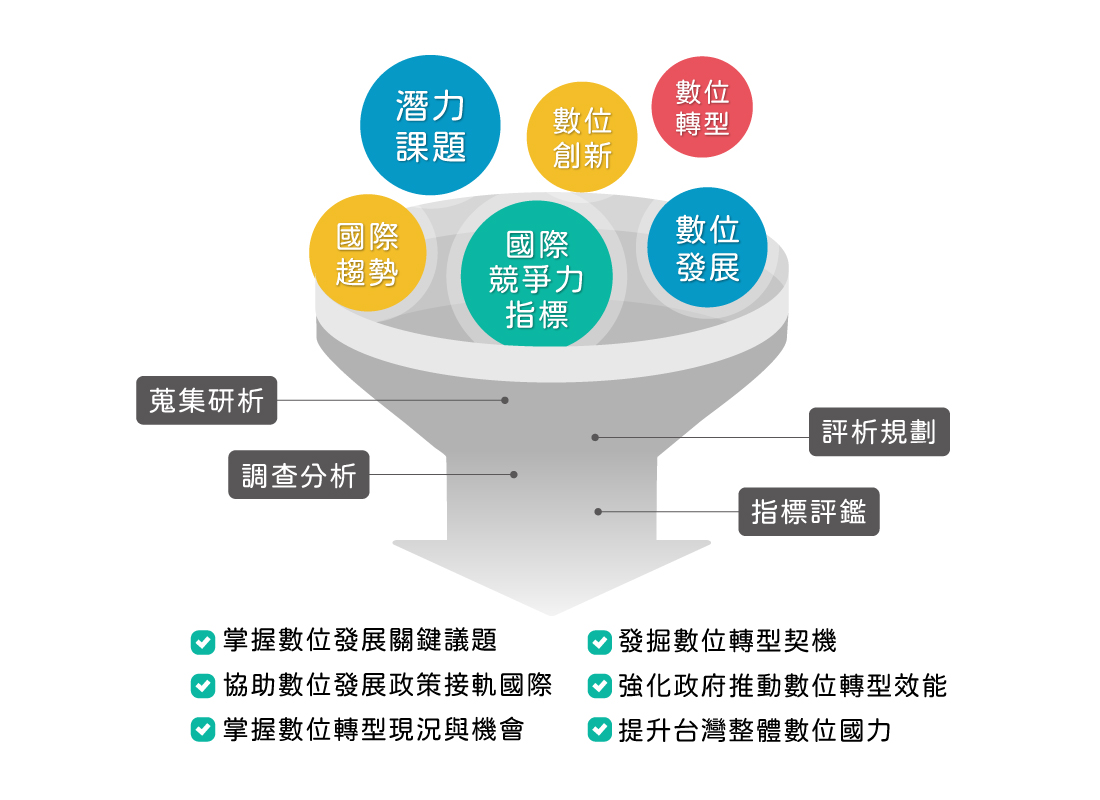 潛力
課題
數位
創新
數位
轉型
國際
趨勢
國際
競爭力
指標
數位
發展
蒐集研析
評析規劃
調查分析
指標評鑑
掌握數位發展關鍵議題
發掘數位轉型契機
協助數位發展政策接軌國際
強化政府推動數位轉型效能
掌握數位轉型現況與機會
提升台灣整體數位國力